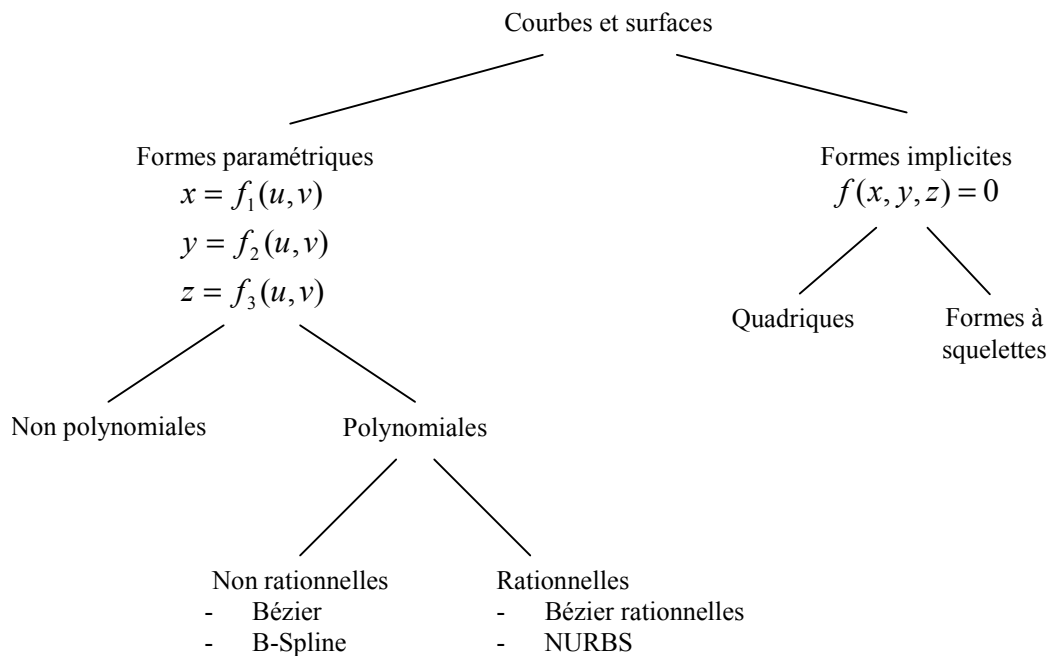 Courbes et surfaces
Formes paramétriques
x = f₁(u,v)
y = f₂(u,v)
z = f₃(u,v)
Formes implicites
f(x, y, z) = 0
Quadriques
Formes à
squelettes
Non polynomiales
Polynomiales
Non rationnelles
- Bézier
- B-Spline
Rationnelles
- Bézier rationnelles
- NURBS